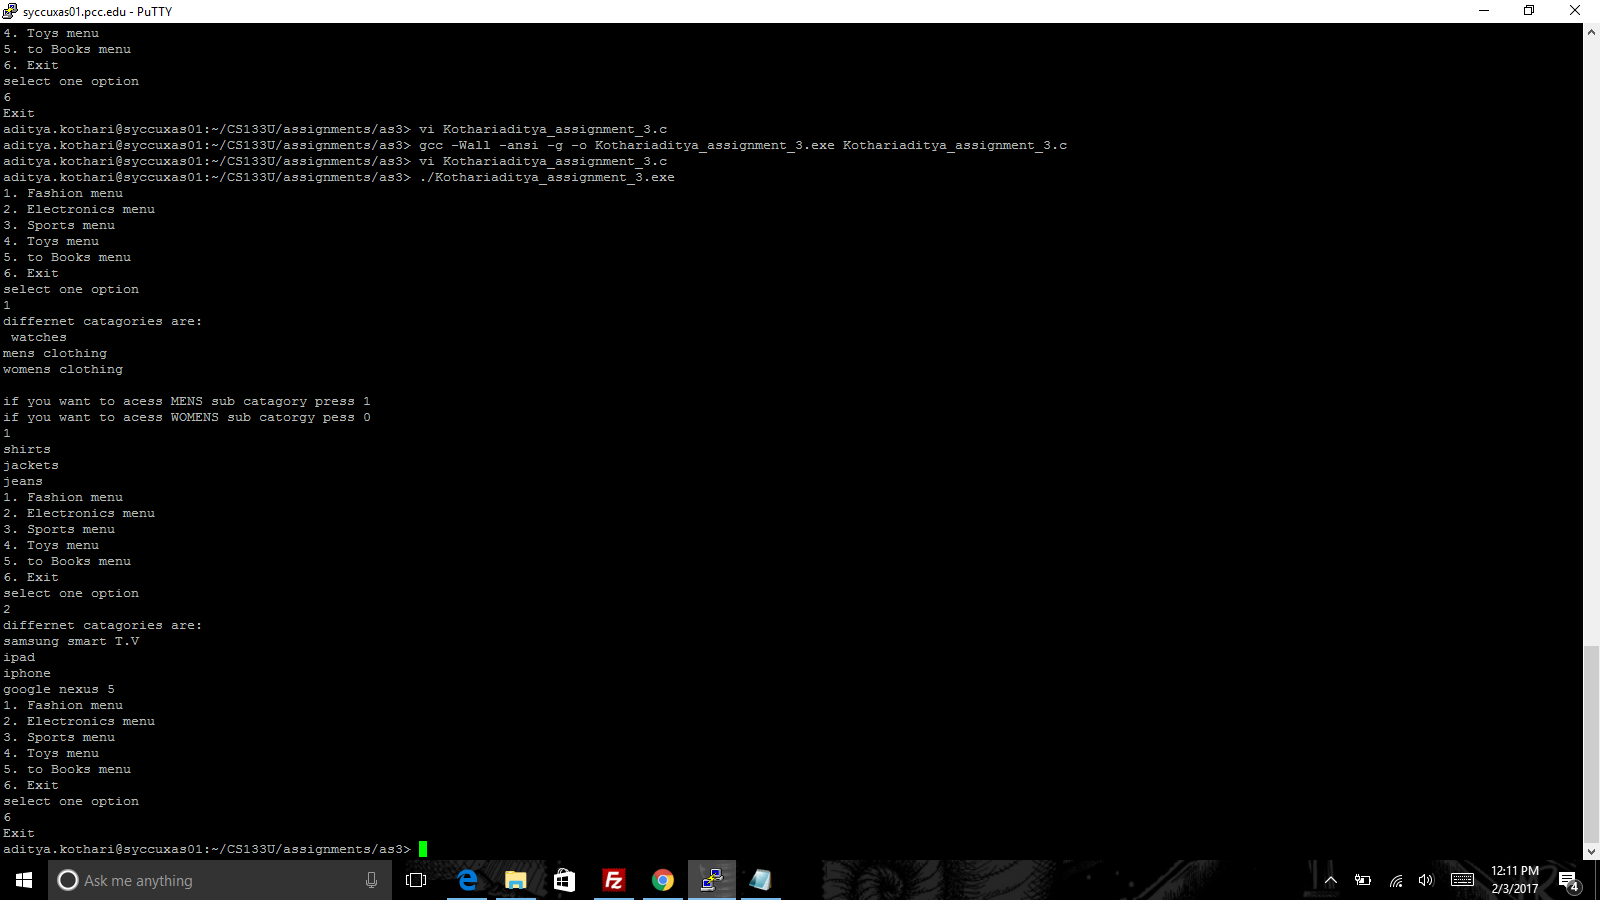 syccuxas01.pcc.edu - PuTTY
4. Toys menu
5. to Books menu
6. Exit
select one option
6
Exit
aditya.kothari@syccuxas01:~/CS133U/assignments/as3> vi Kothariaditya_assignment_3.c
aditya.kothari@syccuxas01:~/CS133U/assignments/as3> gcc -Wall -ansi -g -o Kothariaditya_assignment_3.exe Kothariaditya_assignment_3.c
aditya.kothari@syccuxas01:~/CS133U/assignments/as3> vi Kothariaditya_assignment_3.c
aditya.kothari@syccuxas01:~/CS133U/assignments/as3> ./Kothariaditya_assignment_3.exe
1. Fashion menu
2. Electronics menu
3. Sports menu
4. Toys menu
5. to Books menu
6. Exit
select one option
1
differnet catagories are:
 watches
mens clothing
womens clothing

if you want to acess MENS sub catagory press 1
if you want to acess WOMENS sub catorgy pess 0
1
shirts
jackets
jeans
1. Fashion menu
2. Electronics menu
3. Sports menu
4. Toys menu
5. to Books menu
6. Exit
select one option
2
differnet catagories are:
samsung smart T.V
ipad
iphone
google nexus 5
1. Fashion menu
2. Electronics menu
3. Sports menu
4. Toys menu
5. to Books menu
6. Exit
select one option
6
Exit
aditya.kothari@syccuxas01:~/CS133U/assignments/as3>
Ask me anything
FZ
12:11 PM
2/3/2017
4